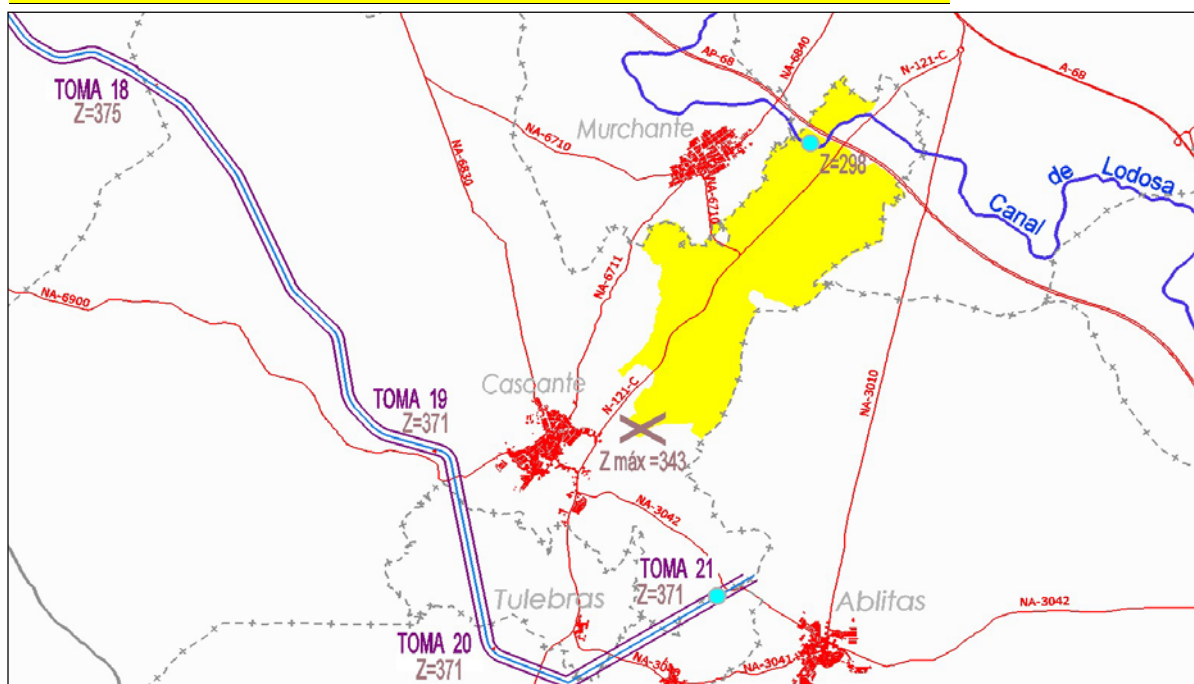 AP-68
NA-6840
N-121-C
A-68
TOMA 18
Z=375
NA-6710
Murchante
Z=298
NA-6830
NA-6710
Canal
de
Lodosa
NA-6711
NA-6900
TOMA 19
Z=371
Cascante
N-121-C
NA-3010
Z máx =343
NA-3042
TOMA 21
Z=371
Tulebras
Ablitas
NA-3042
TOMA 20
Z=371
NA-3041